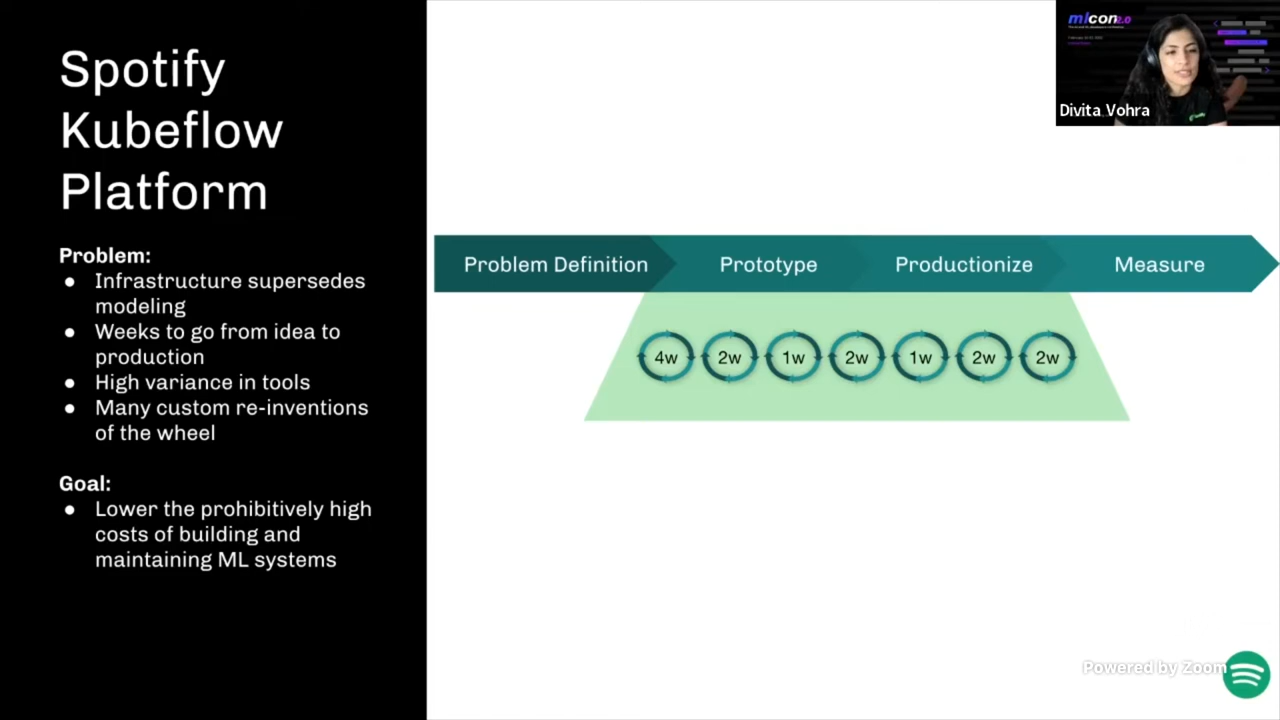 Spotify
Kubeflow
Platform
Problem:
● Infrastructure supersedes
modeling
● Weeks to go from idea to
production
● High variance in tools
● Many custom re-inventions
of the wheel
Goal:
● Lower the prohibitively high
costs of building and
maintaining ML systems
mlcon2.0
Divita Vohra
Problem Definition
Prototype
Productionize
Measure
4w
2w
1w
2w
1w
2w
2w
Powered by Zoom